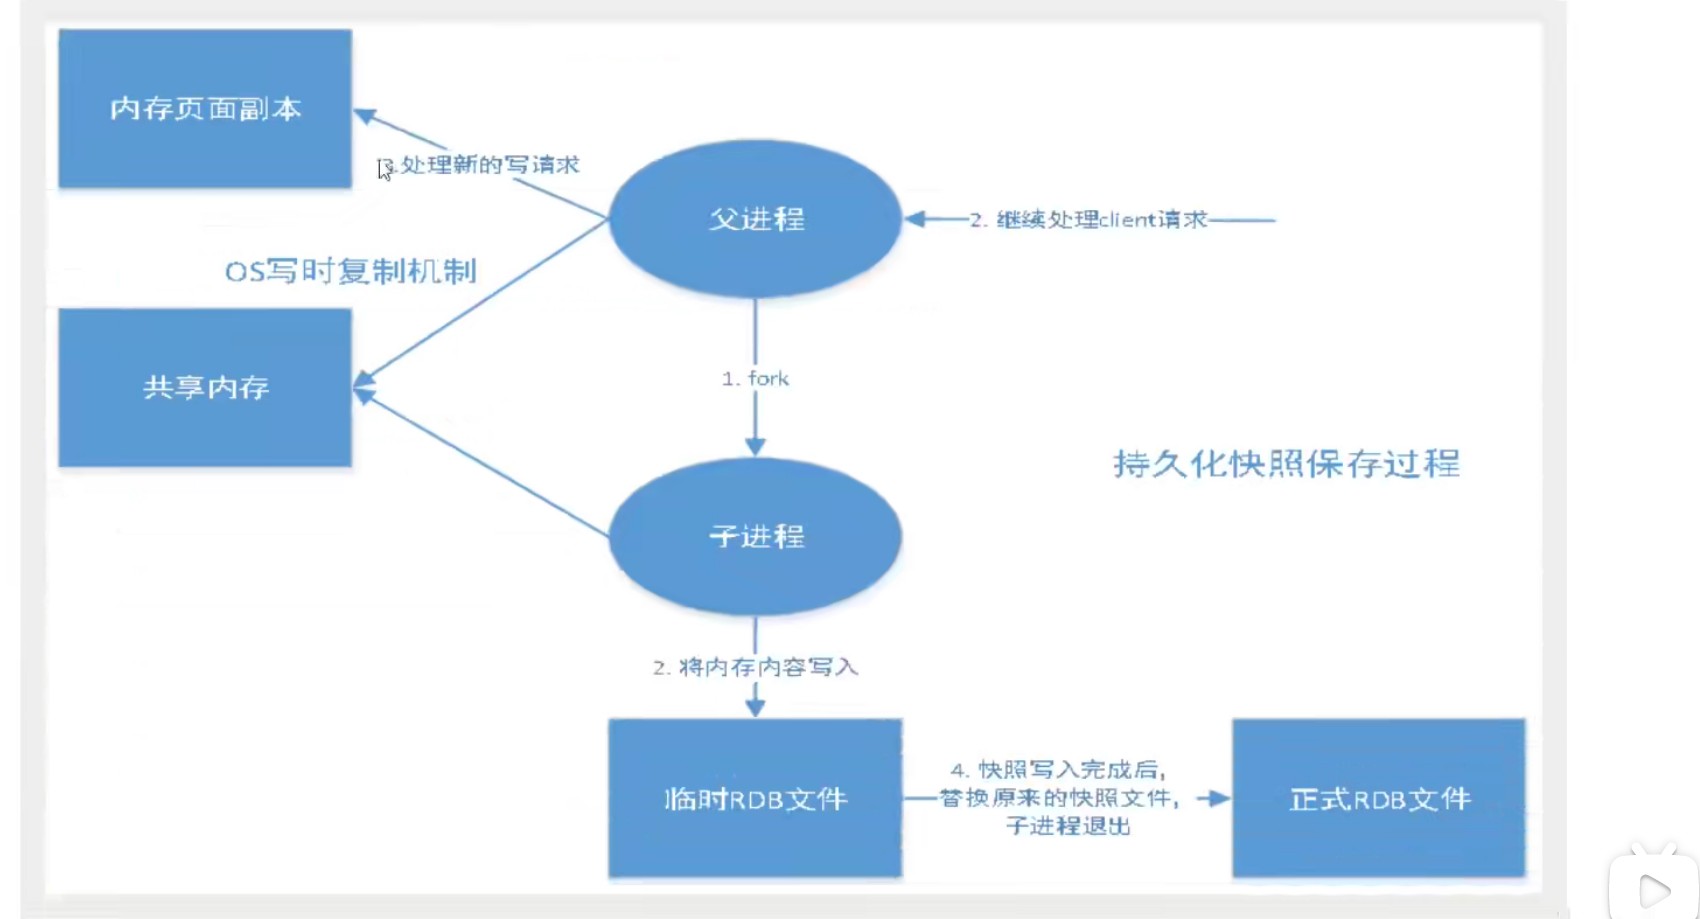 内存页面副本
3.处理新的写请求
父进程
2. 继续处理client请求
OS写时复制机制
共享内存
1. fork
持久化快照保存过程
子进程
2. 将内存内容写入
临时RDB文件
4. 快照写入完成后,
替换原来的快照文件,
子进程退出
正式RDB文件